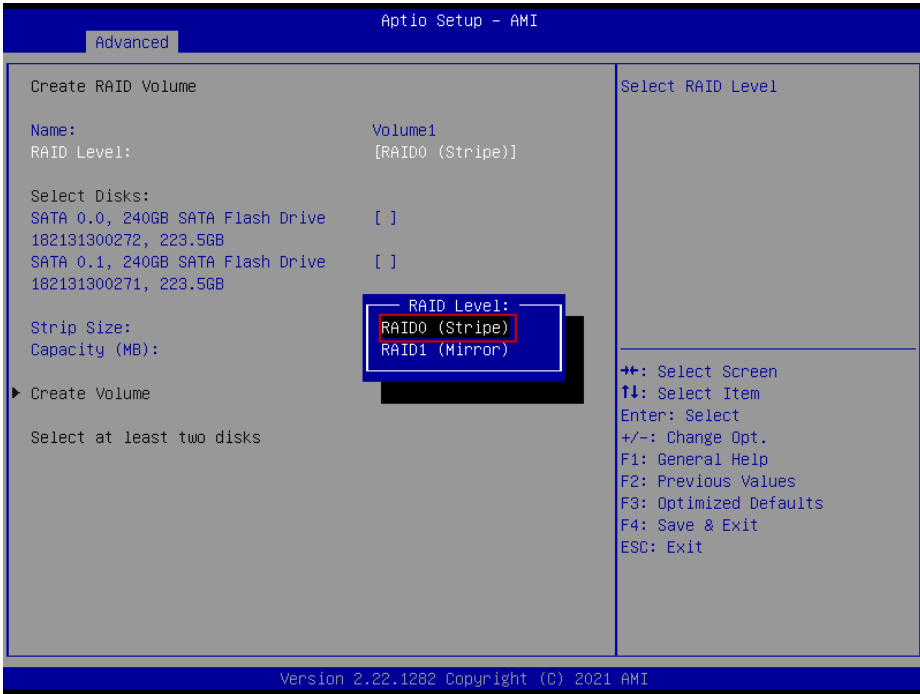 Aptio Setup – AMI
Advanced
Create RAID Volume
Name: Volume1
RAID Level: [RAID0 (Stripe)]
Select Disks:
SATA 0.0, 240GB SATA Flash Drive [ ]
182131300272, 223.5GB
SATA 0.1, 240GB SATA Flash Drive [ ]
182131300271, 223.5GB
Strip Size:
Capacity (MB):
Create Volume
Select at least two disks
RAID Level:
RAID0 (Stripe)
RAID1 (Mirror)
Select RAID Level
→←: Select Screen
↑↓: Select Item
Enter: Select
+/-: Change Opt.
F1: General Help
F2: Previous Values
F3: Optimized Defaults
F4: Save & Exit
ESC: Exit
Version 2.22.1282 Copyright (C) 2021 AMI